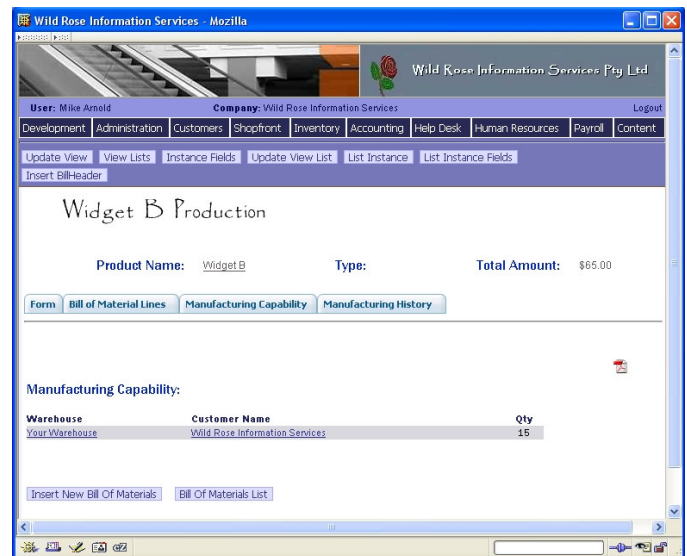 Wild Rose Information Services - Mozilla
Wild Rose Information Services Pty Ltd
User: Mike Arnold Company: Wild Rose Information Services Logout
Development Administration Customers Shopfront Inventory Accounting Help Desk Human Resources Payroll Content
Update View View Lists Instance Fields Update View List List Instance List Instance Fields
Insert BillHeader
Widget B Production
Product Name: Widget B Type: Total Amount: $65.00
Form Bill of Material Lines Manufacturing Capability Manufacturing History
Manufacturing Capability:
Warehouse Customer Name Qty
Your Warehouse Wild Rose Information Services 15
Insert New Bill Of Materials Bill Of Materials List